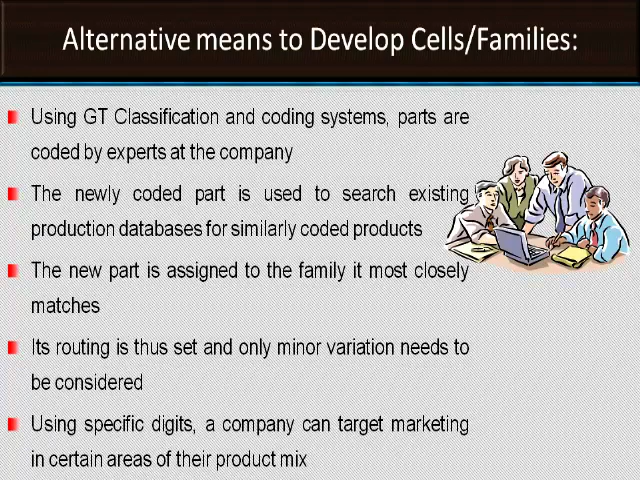 Alternative means to Develop Cells/Families:
Using GT Classification and coding systems, parts are
coded by experts at the company
The newly coded part is used to search existing
production databases for similarly coded products
The new part is assigned to the family it most closely
matches
Its routing is thus set and only minor variation needs to
be considered
Using specific digits, a company can target marketing
in certain areas of their product mix